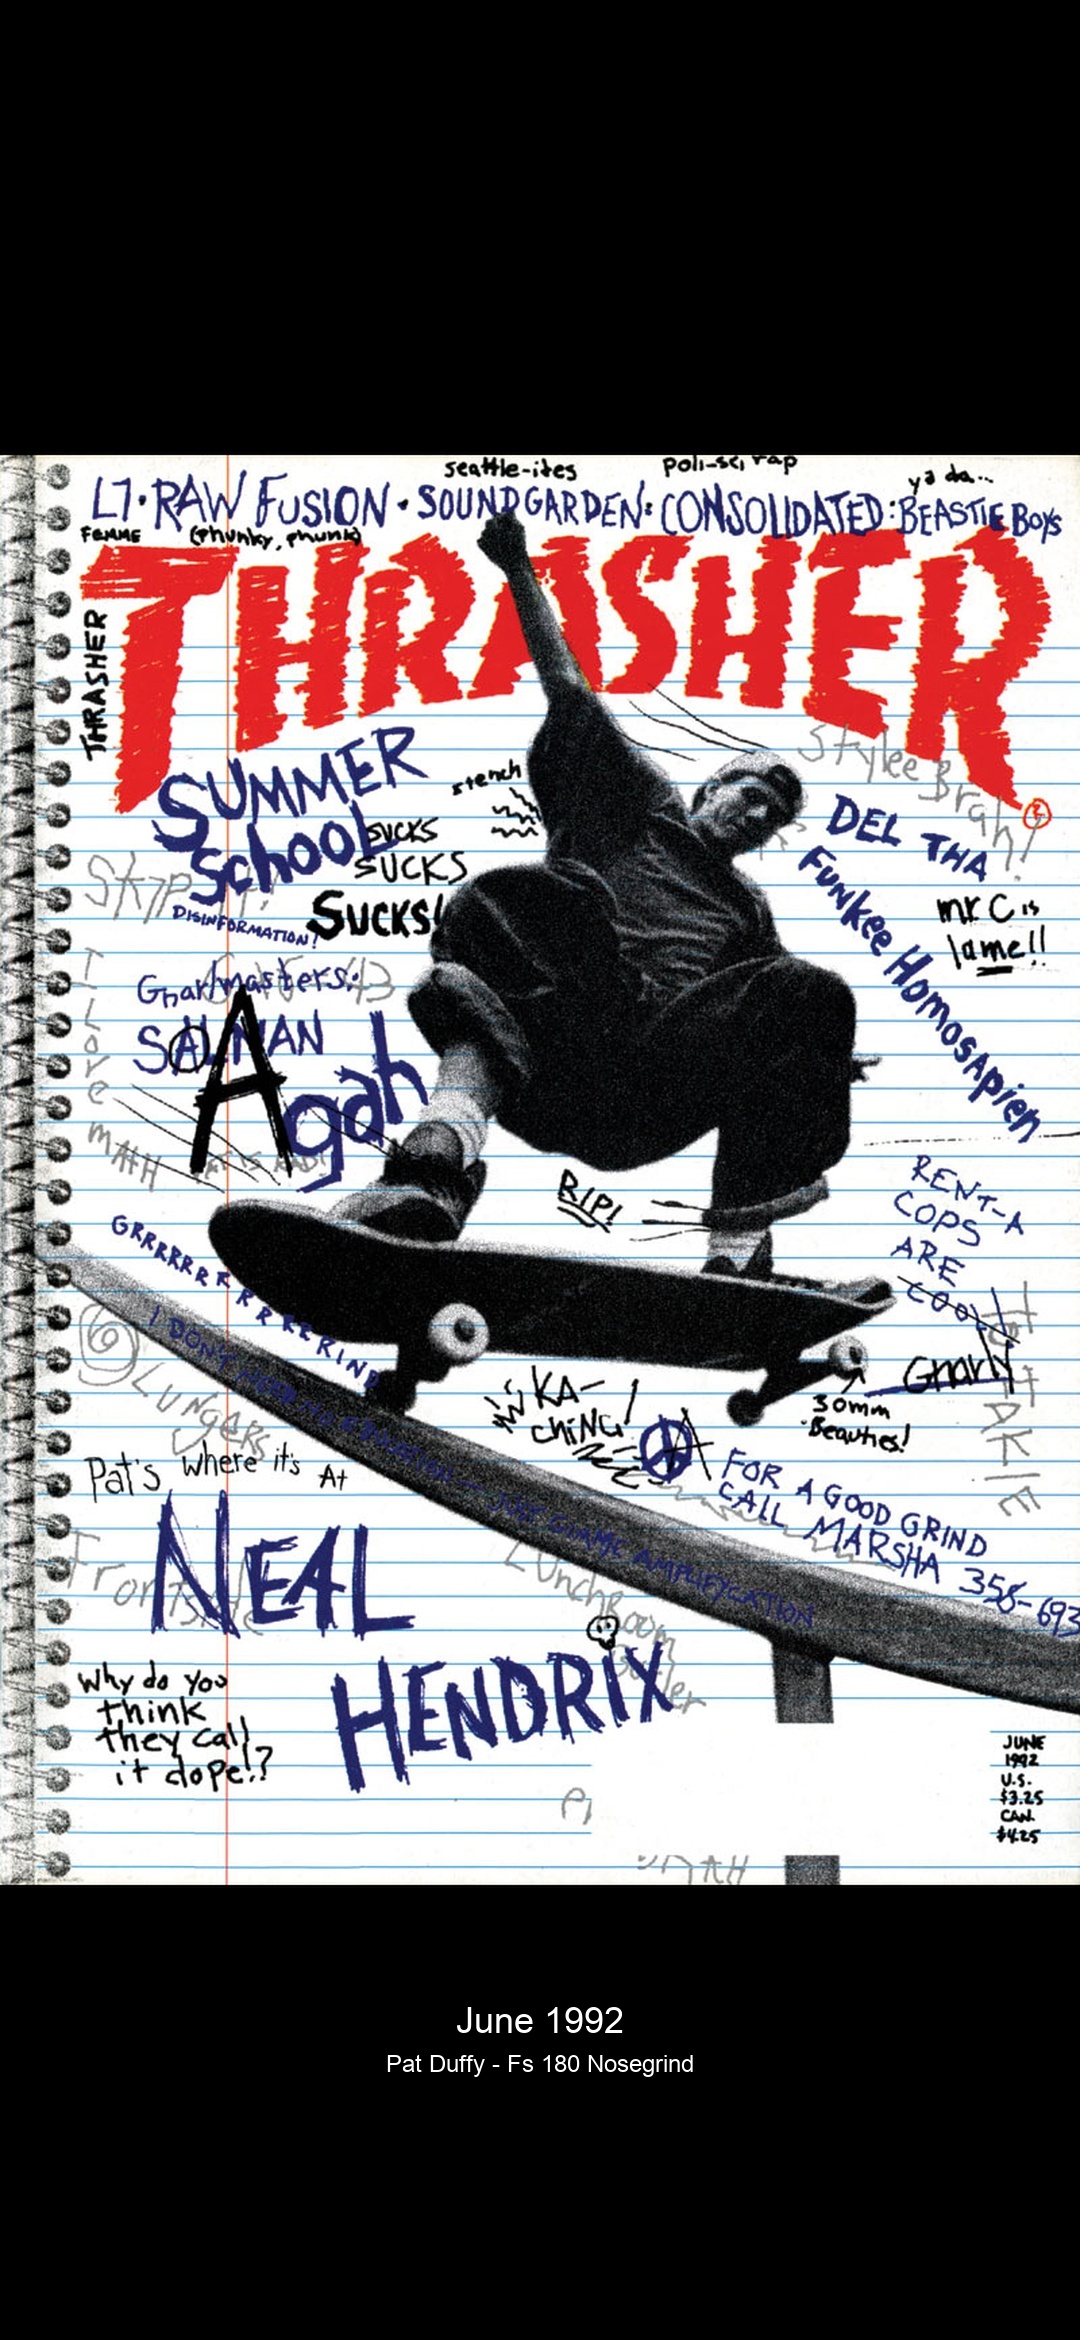 seattle-ites
poli-sci rap
ya da...
L7 · RAW FUSION · SOUNDGARDEN : CONSOLIDATED : BEASTIE BOYS
FEMME
(Phunky, phunk)
THRASHER
THRASHER
SUMMER
School
SUCKS
SUCKS
SUCKS!
DISINFORMATION!
stench
Stylee Brah!
DEL THA
FUNKee HomosApien
mr C is
lame!!
Gnarlmasters:
SALMAN
Agah
I Love
MATH
RIP!
RENT-A
COPS
ARE
COOL
Gnarly
GRRRRRRRRRRRRRIND
I DON'T NEED NO EDUCATION — JUST GIMME AMPLIFYCATION
LUNGERS
KA-
CHING!
30mm
Beauties!
FAKIE
A
FOR A GOOD GRIND
CALL MARSHA 358-693
Pat's Where it's At
NEAL
HENDRIX
Frontside
Lunchroom
Why do you
think
they call
it dope!?
JUNE
1992
U.S.
$3.25
CAN.
$4.25
June 1992
Pat Duffy - Fs 180 Nosegrind